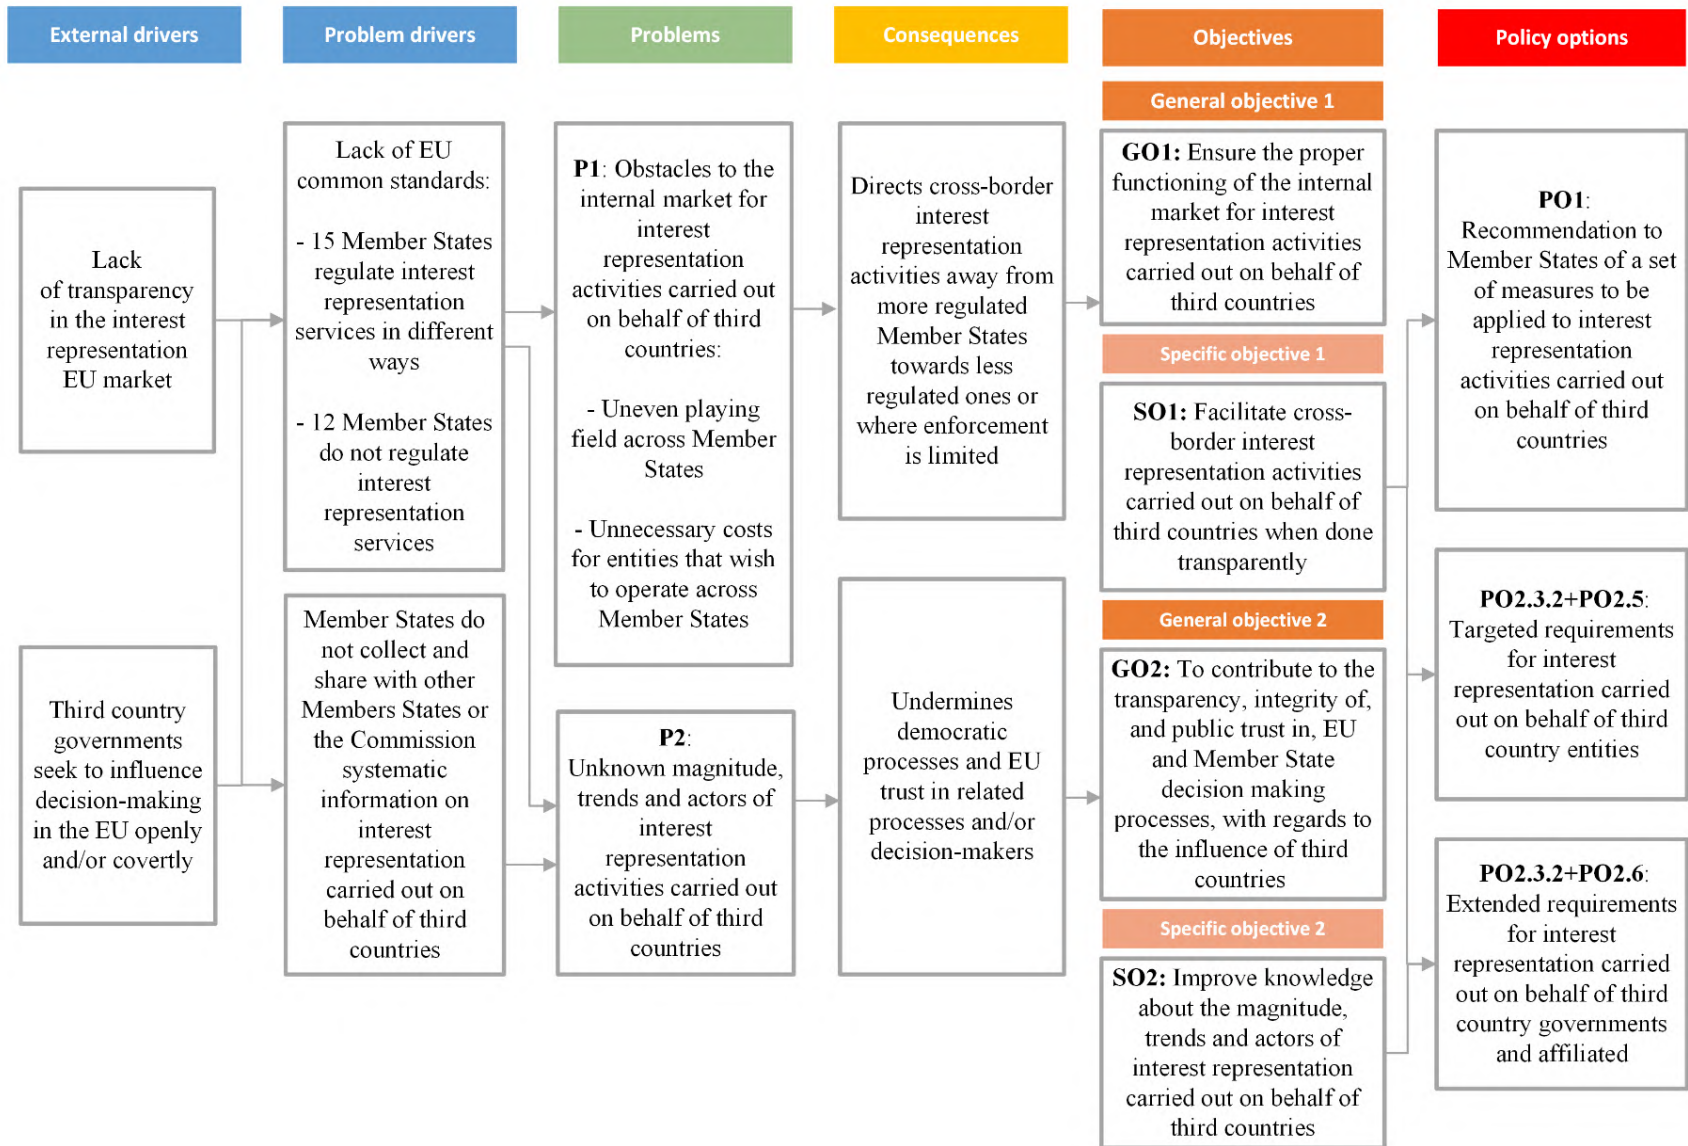 External drivers
Problem drivers
Problems
Consequences
Objectives
Policy options
Lack
of transparency
in the interest
representation
EU market
Third country
governments
seek to influence
decision-making
in the EU openly
and/or covertly
Lack of EU
common standards:
- 15 Member States
regulate interest
representation
services in different
ways
- 12 Member States
do not regulate
interest
representation
services
Member States do
not collect and
share with other
Members States or
the Commission
systematic
information on
interest
representation
carried out on
behalf of third
countries
P1: Obstacles to the
internal market for
interest
representation
activities carried out
on behalf of third
countries:
- Uneven playing
field across Member
States
- Unnecessary costs
for entities that wish
to operate across
Member States
P2:
Unknown magnitude,
trends and actors of
interest
representation
activities carried out
on behalf of third
countries
Directs cross-border
interest
representation
activities away from
more regulated
Member States
towards less
regulated ones or
where enforcement
is limited
Undermines
democratic
processes and EU
trust in related
processes and/or
decision-makers
General objective 1
GO1: Ensure the proper
functioning of the internal
market for interest
representation activities
carried out on behalf of
third countries
Specific objective 1
SO1: Facilitate cross-
border interest
representation activities
carried out on behalf of
third countries when done
transparently
General objective 2
GO2: To contribute to the
transparency, integrity of,
and public trust in, EU
and Member State
decision making
processes, with regards to
the influence of third
countries
Specific objective 2
SO2: Improve knowledge
about the magnitude,
trends and actors of
interest representation
carried out on behalf of
third countries
PO1:
Recommendation to
Member States of a set
of measures to be
applied to interest
representation
activities carried out
on behalf of third
countries
PO2.3.2+PO2.5:
Targeted requirements
for interest
representation carried
out on behalf of third
country entities
PO2.3.2+PO2.6:
Extended requirements
for interest
representation carried
out on behalf of third
country governments
and affiliated